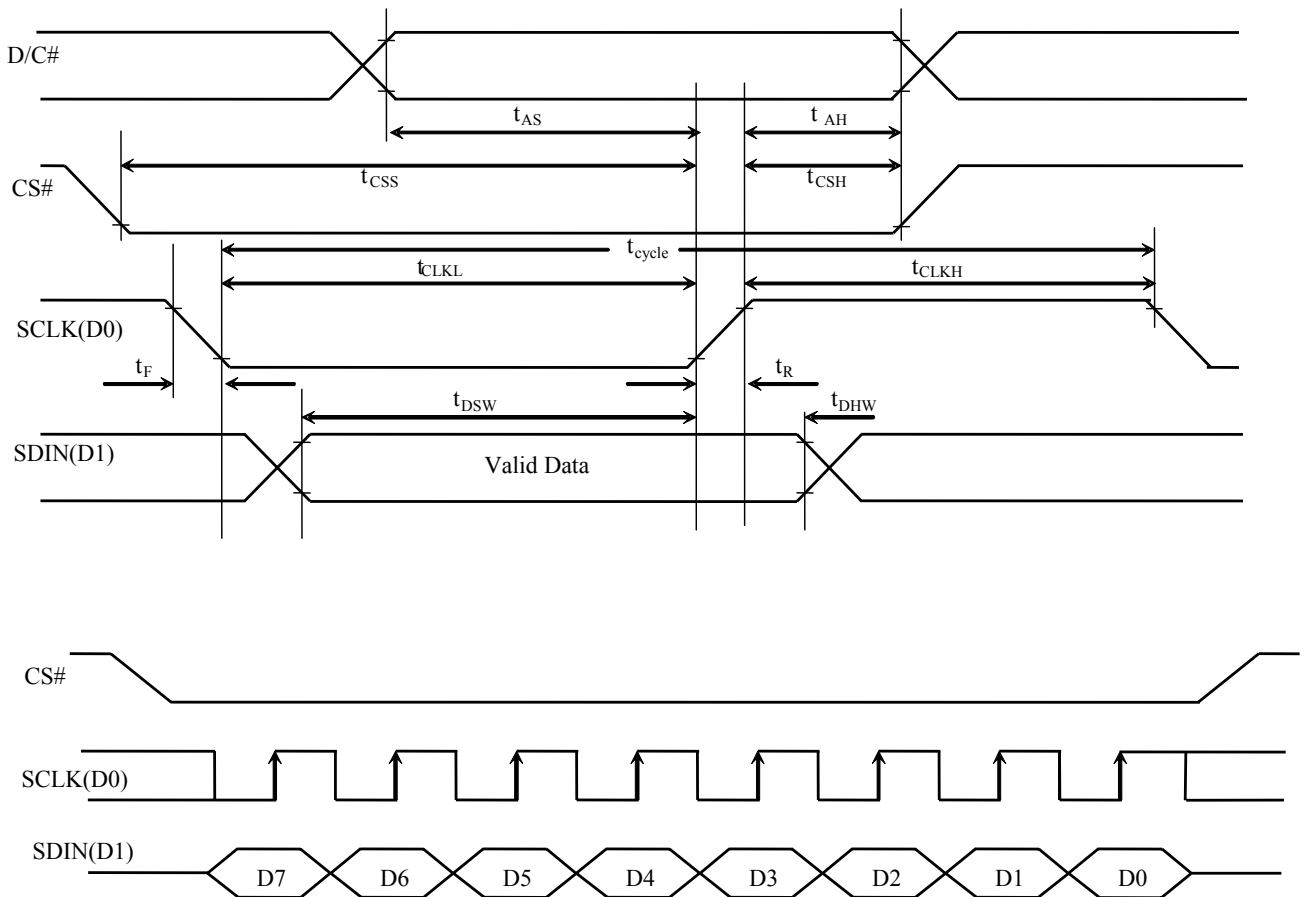 D/C#
tAS
t AH
CS#
tCSS
tCSH
tcycle
tCLKL
tCLKH
SCLK(D0)
tF
tR
tDSW
tDHW
SDIN(D1)
Valid Data
CS#
SCLK(D0)
SDIN(D1)
D7 D6 D5 D4 D3 D2 D1 D0